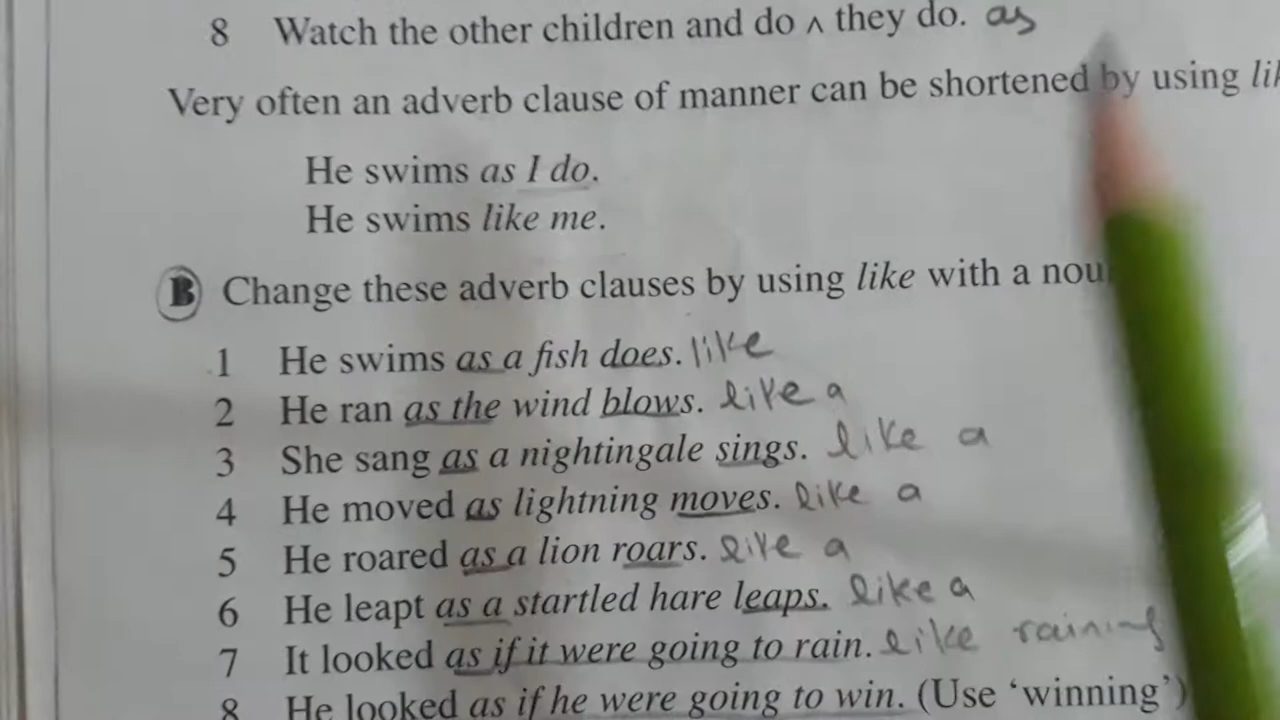 8 Watch the other children and do ^ they do. as
Very often an adverb clause of manner can be shortened by using
He swims as I do.
He swims like me.
B Change these adverb clauses by using like with a
1 He swims as a fish does. like
2 He ran as the wind blows. like a
3 She sang as a nightingale sings. like a
4 He moved as lightning moves. like a
5 He roared as a lion roars. like a
6 He leapt as a startled hare leaps. like a
7 It looked as if it were going to rain. like raining
8 He looked as if he were going to win. (Use ‘winning’)